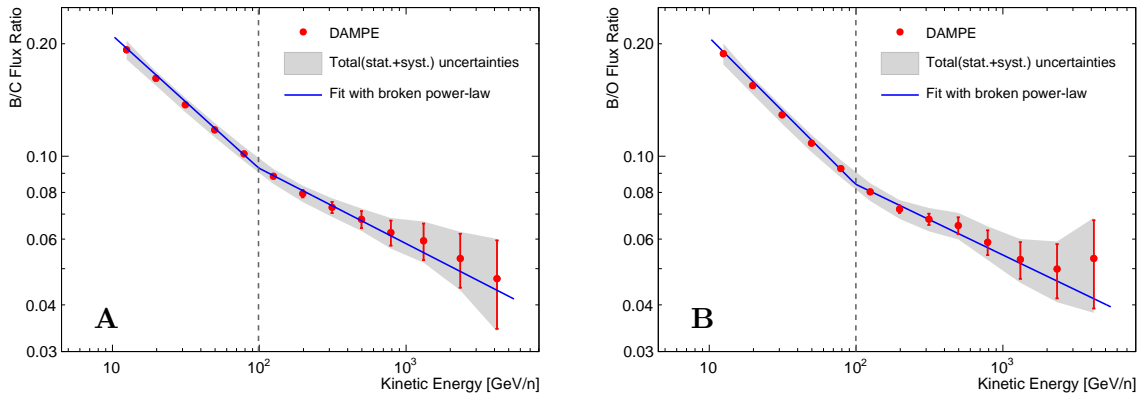 B/C Flux Ratio
0.20
0.10
0.08
0.06
0.04
0.03
DAMPE
Total(stat.+syst.) uncertainties
Fit with broken power-law
A
10
10²
10³
Kinetic Energy [GeV/n]
B/O Flux Ratio
0.20
0.10
0.08
0.06
0.04
0.03
DAMPE
Total(stat.+syst.) uncertainties
Fit with broken power-law
B
10
10²
10³
Kinetic Energy [GeV/n]